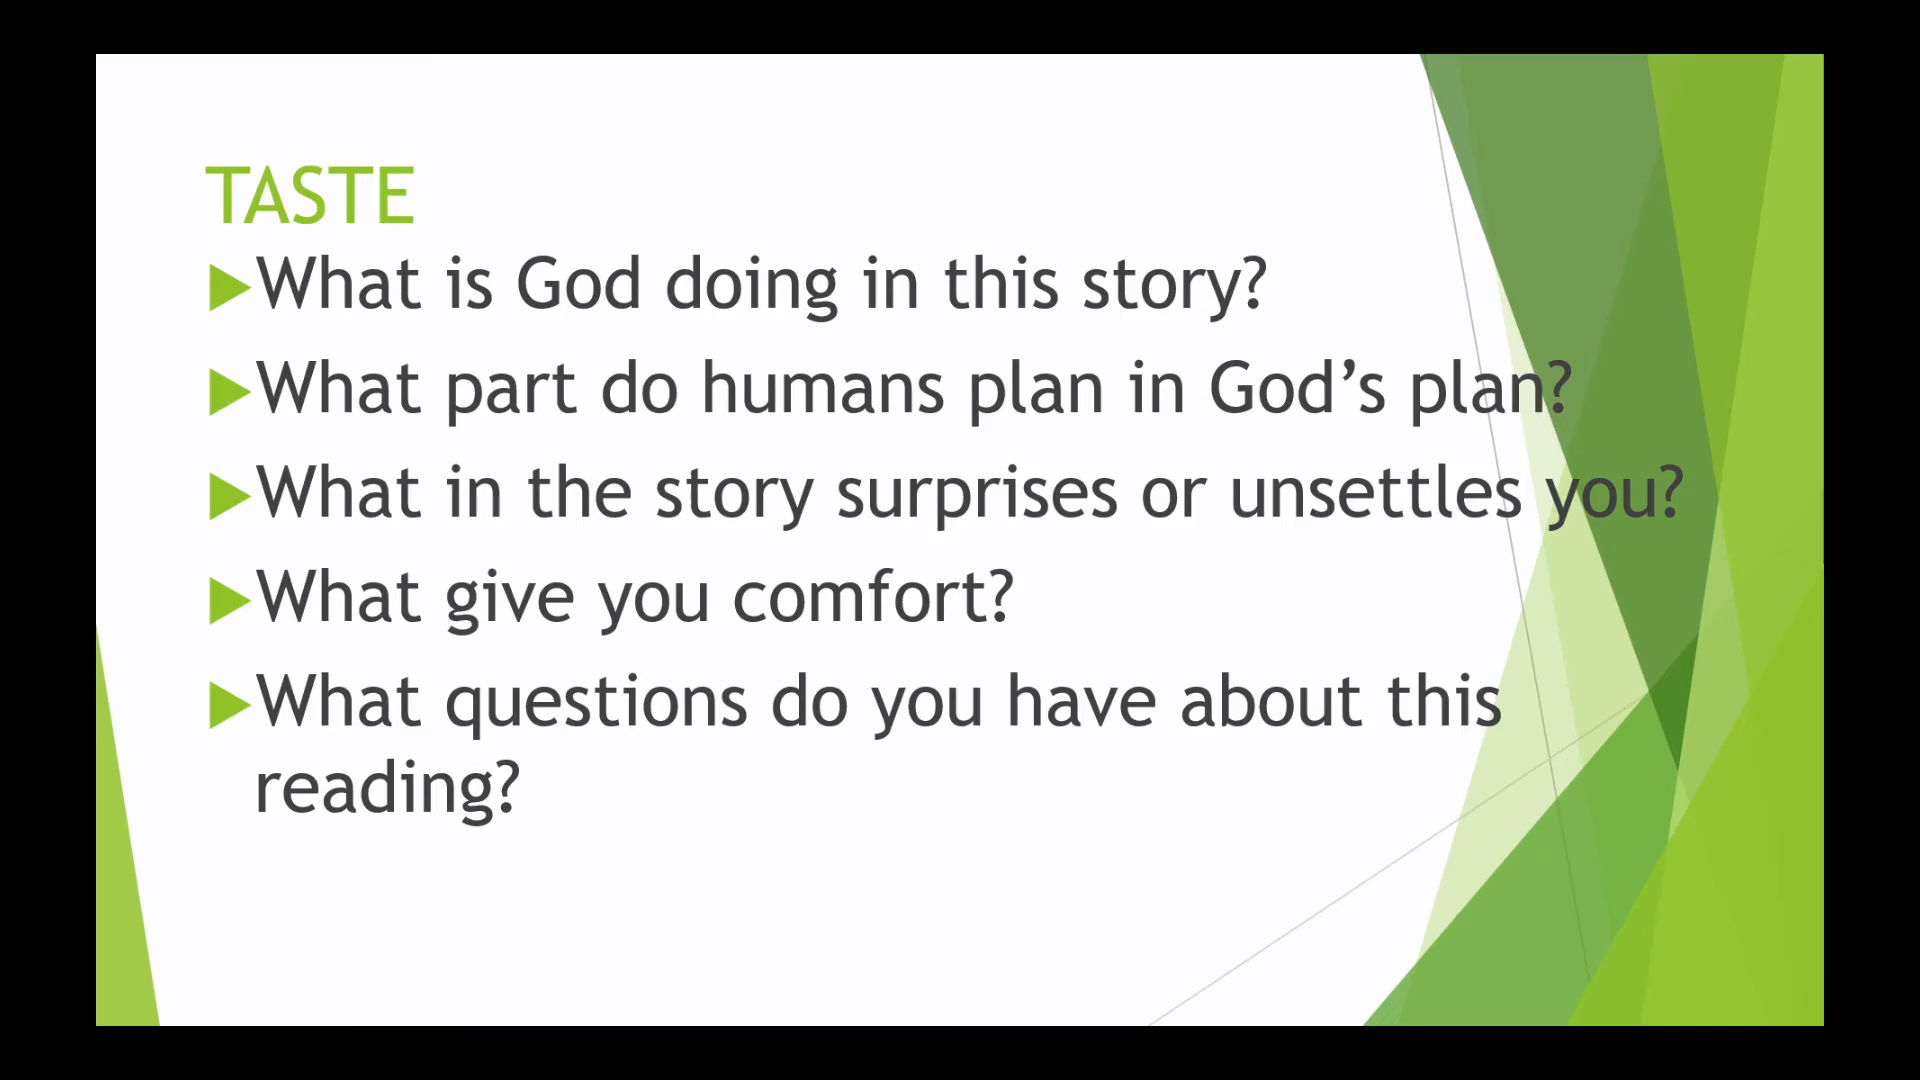 TASTE
What is God doing in this story?
What part do humans plan in God’s plan?
What in the story surprises or unsettles you?
What give you comfort?
What questions do you have about this
reading?